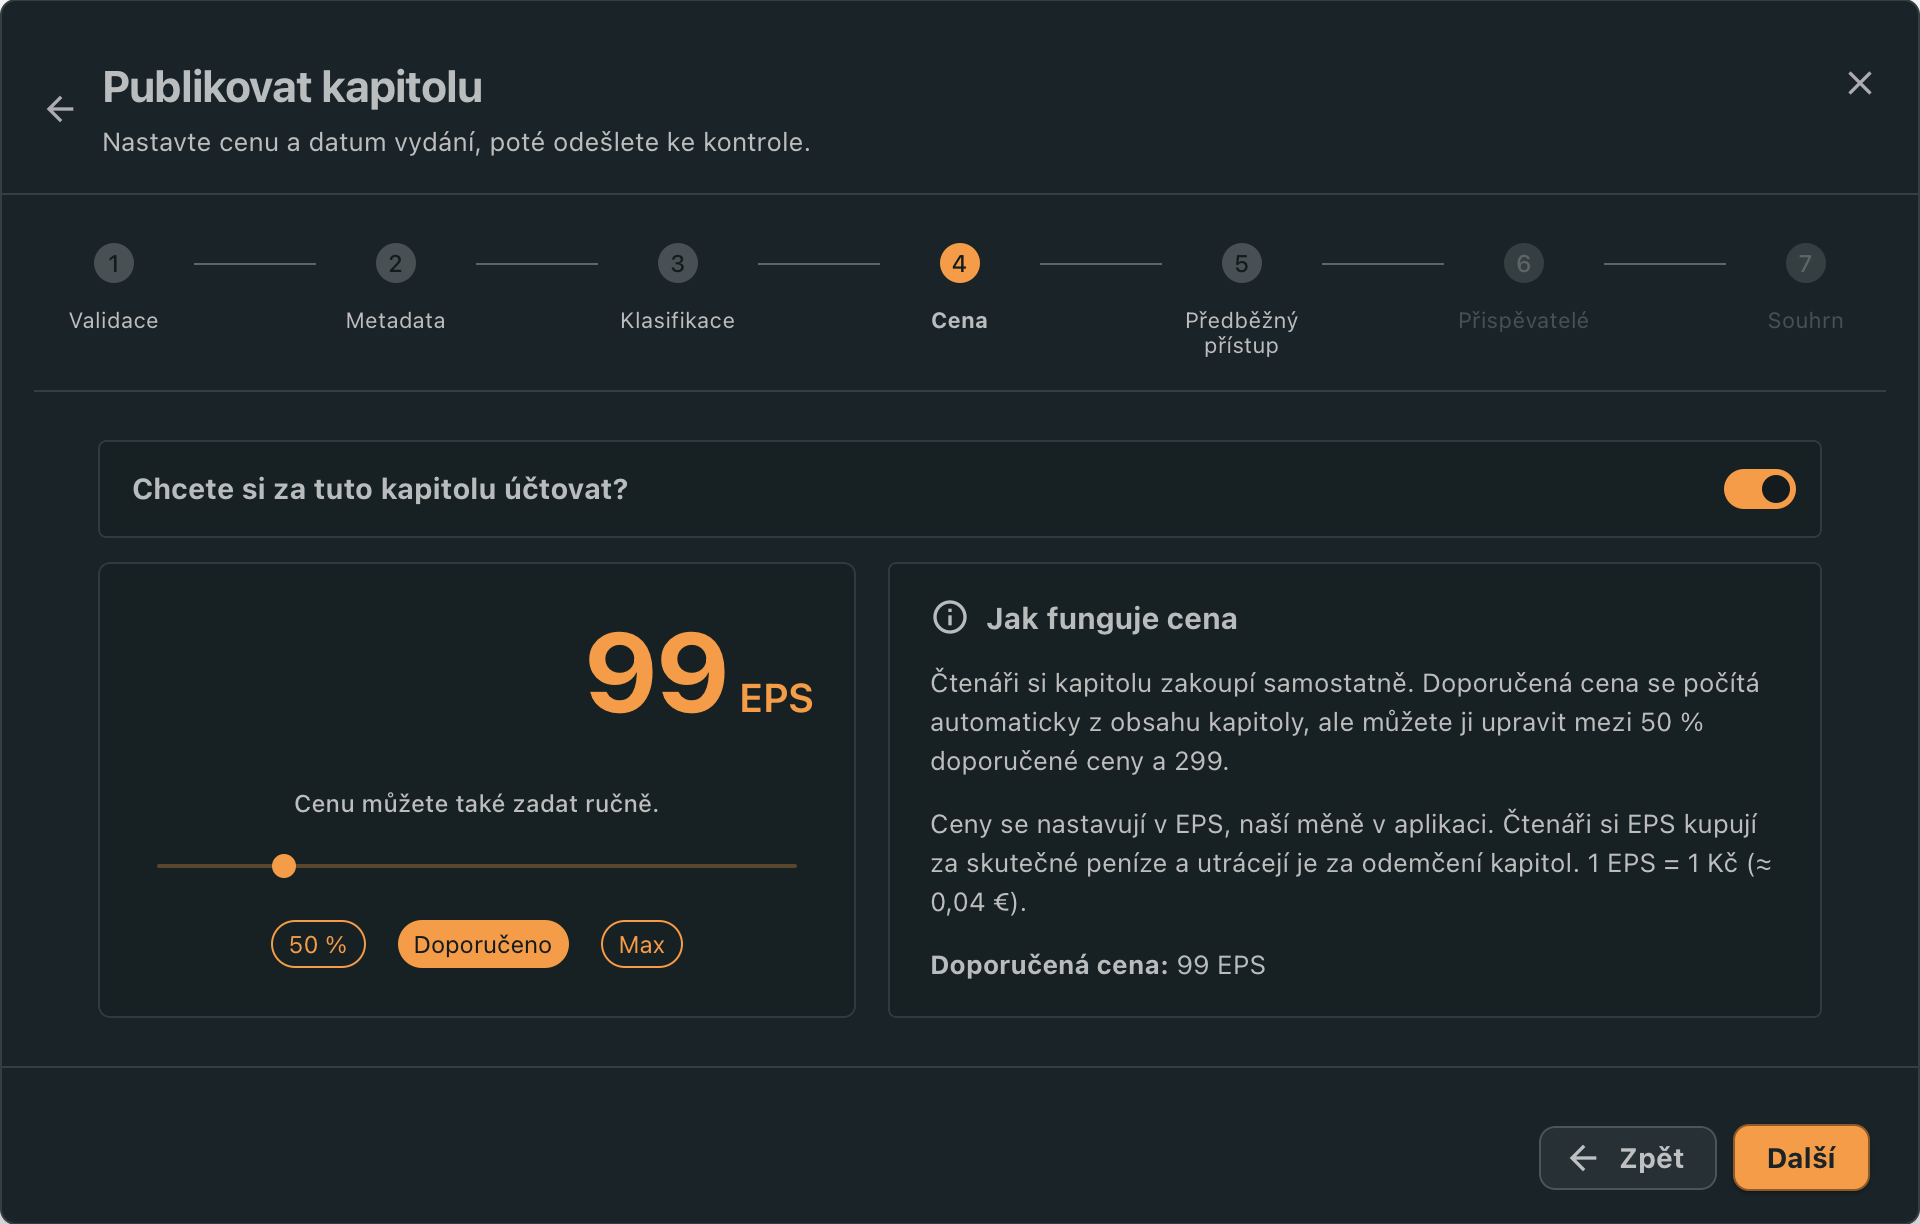 Publikovat kapitolu
Nastavte cenu a datum vydání, poté odešlete ke kontrole.
1
Validace
2
Metadata
3
Klasifikace
4
Cena
5
Předběžný
přístup
6
Přispěvatelé
7
Souhrn
Chcete si za tuto kapitolu účtovat?
99 EPS
Cenu můžete také zadat ručně.
50 %
Doporučeno
Max
Jak funguje cena
Čtenáři si kapitolu zakoupí samostatně. Doporučená cena se počítá
automaticky z obsahu kapitoly, ale můžete ji upravit mezi 50 %
doporučené ceny a 299.
Ceny se nastavují v EPS, naší měně v aplikaci. Čtenáři si EPS kupují
za skutečné peníze a utrácejí je za odemčení kapitol. 1 EPS = 1 Kč (≈
0,04 €).
Doporučená cena: 99 EPS
Zpět
Další